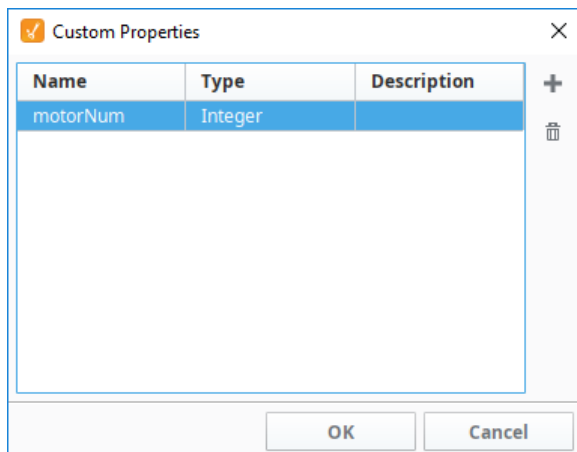 Custom Properties
Name Type Description
motorNum Integer
OK Cancel